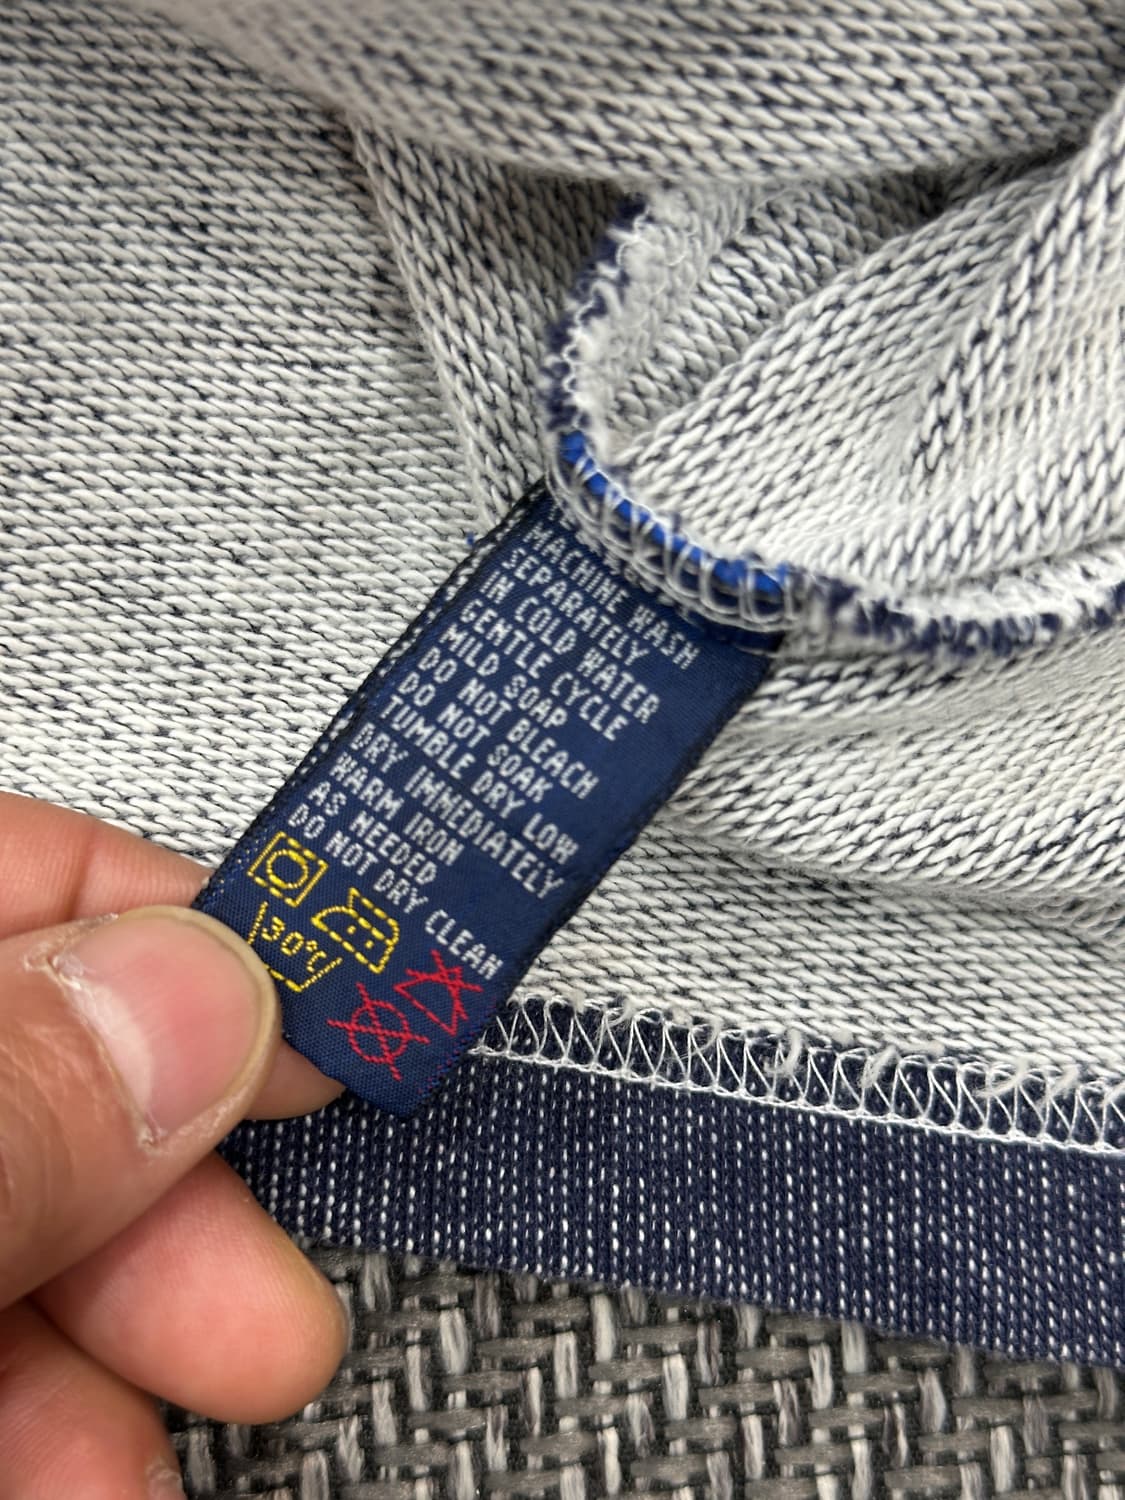 MACHINE WASH
SEPARATELY
IN COLD WATER
GENTLE CYCLE
MILD SOAP
DO NOT BLEACH
DO NOT SOAK
TUMBLE DRY LOW
DRY IMMEDIATELY
WARM IRON
AS NEEDED
DO NOT DRY CLEAN
30°C